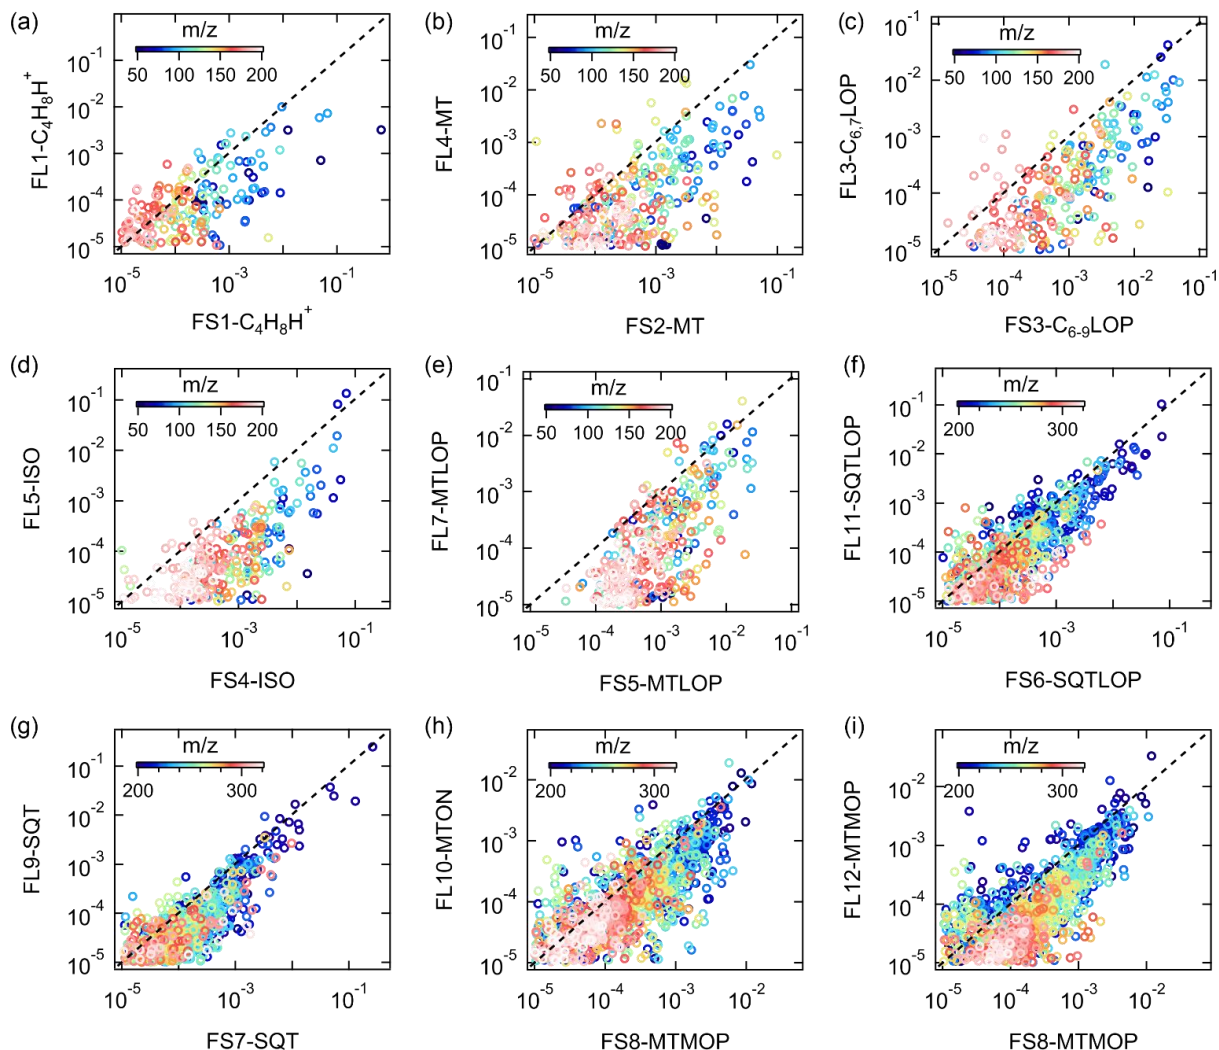 (a)
m/z
50 100 150 200
FL1-C₄H₈H⁺
10⁻¹
10⁻²
10⁻³
10⁻⁴
10⁻⁵
10⁻⁵ 10⁻³ 10⁻¹
FS1-C₄H₈H⁺
(b)
m/z
50 100 150 200
FL4-MT
10⁻¹
10⁻²
10⁻³
10⁻⁴
10⁻⁵
10⁻⁵ 10⁻⁴ 10⁻³ 10⁻² 10⁻¹
FS2-MT
(c)
m/z
50 100 150 200
FL3-C₆,₇LOP
10⁻¹
10⁻²
10⁻³
10⁻⁴
10⁻⁵
10⁻⁵ 10⁻⁴ 10⁻³ 10⁻² 10⁻¹
FS3-C₆₋₉LOP
(d)
m/z
50 100 150 200
FL5-ISO
10⁻¹
10⁻²
10⁻³
10⁻⁴
10⁻⁵
10⁻⁵ 10⁻⁴ 10⁻³ 10⁻² 10⁻¹
FS4-ISO
(e)
m/z
50 100 150 200
FL7-MTLOP
10⁻¹
10⁻²
10⁻³
10⁻⁴
10⁻⁵
10⁻⁵ 10⁻⁴ 10⁻³ 10⁻² 10⁻¹
FS5-MTLOP
(f)
m/z
200 300
FL11-SQTLOP
10⁻¹
10⁻²
10⁻³
10⁻⁴
10⁻⁵
10⁻⁵ 10⁻³ 10⁻¹
FS6-SQTLOP
(g)
m/z
200 300
FL9-SQT
10⁻¹
10⁻²
10⁻³
10⁻⁴
10⁻⁵
10⁻⁵ 10⁻³ 10⁻¹
FS7-SQT
(h)
m/z
200 300
FL10-MTON
10⁻²
10⁻³
10⁻⁴
10⁻⁵
10⁻⁵ 10⁻⁴ 10⁻³ 10⁻²
FS8-MTMOP
(i)
m/z
200 300
FL12-MTMOP
10⁻²
10⁻³
10⁻⁴
10⁻⁵
10⁻⁵ 10⁻⁴ 10⁻³ 10⁻²
FS8-MTMOP